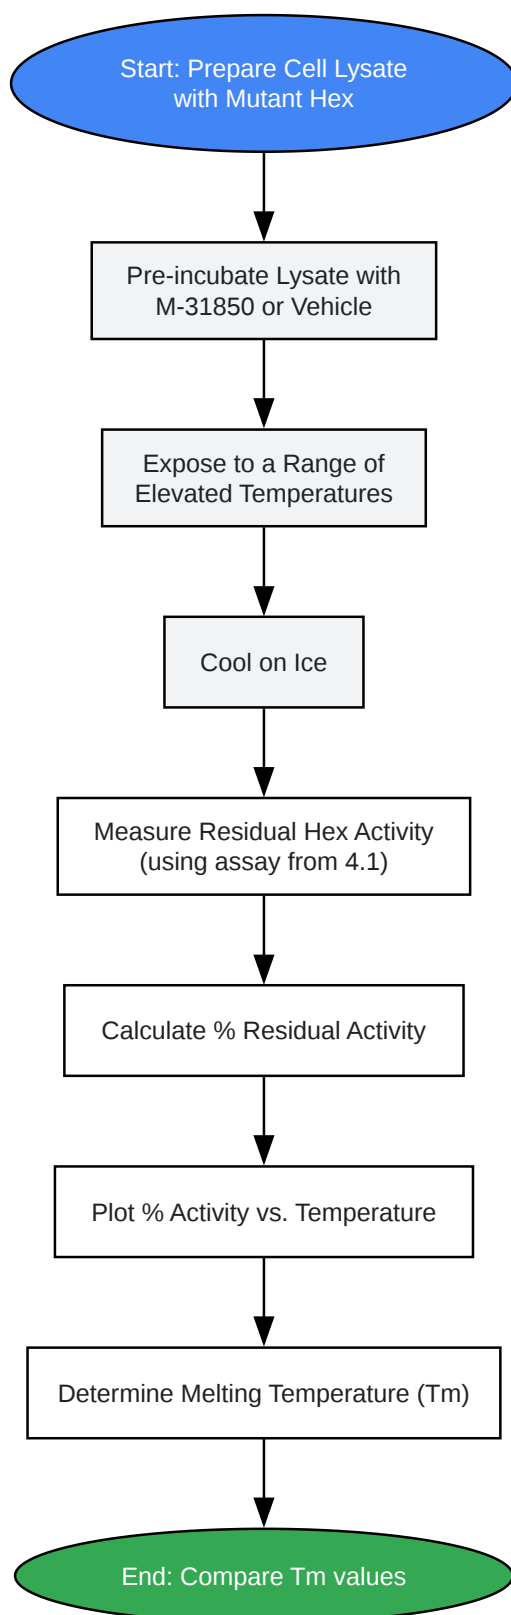 Start: Prepare Cell Lysate
with Mutant Hex
Pre-incubate Lysate with
M-31850 or Vehicle
Expose to a Range of
Elevated Temperatures
Cool on Ice
Measure Residual Hex Activity
(using assay from 4.1)
Calculate % Residual Activity
Plot % Activity vs. Temperature
Determine Melting Temperature (Tm)
End: Compare Tm values